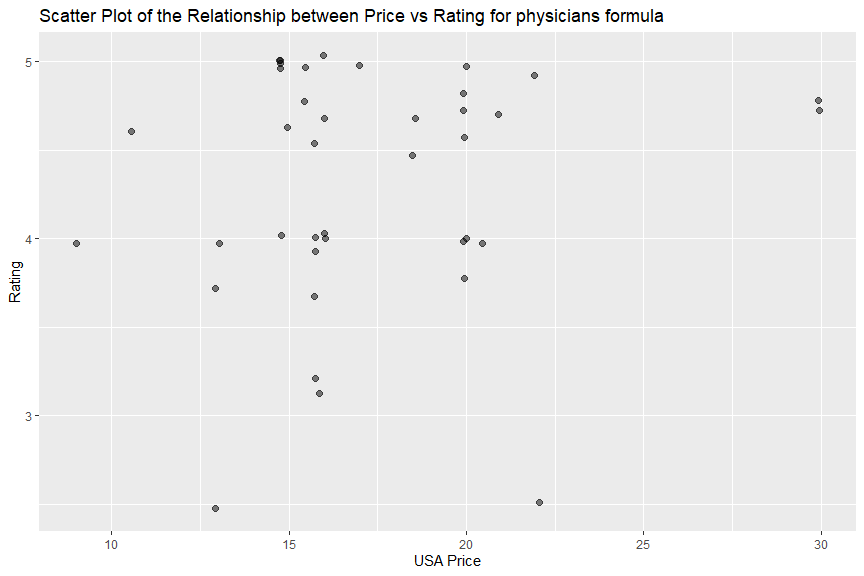 Scatter Plot of the Relationship between Price vs Rating for physicians formula
5
4
3
Rating
10 15 20 25 30
USA Price